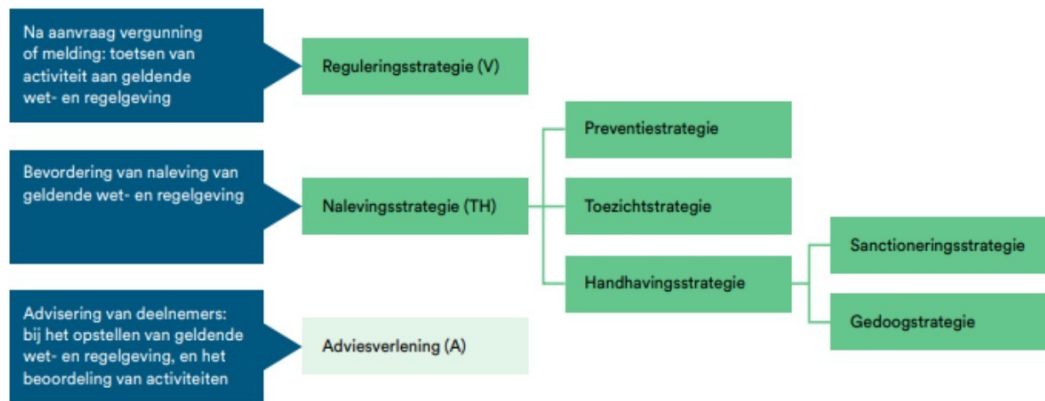 Na aanvraag vergunning
of melding: toetsen van
activiteit aan geldende
wet- en regelgeving
Reguleringsstrategie (V)
Preventiestrategie
Bevordering van naleving van
geldende wet- en regelgeving
Nalevingsstrategie (TH)
Toezichtstrategie
Sanctioneringsstrategie
Handhavingsstrategie
Gedoogstrategie
Advisering van deelnemers:
bij het opstellen van geldende
wet- en regelgeving, en het
beoordeling van activiteiten
Adviesverlening (A)